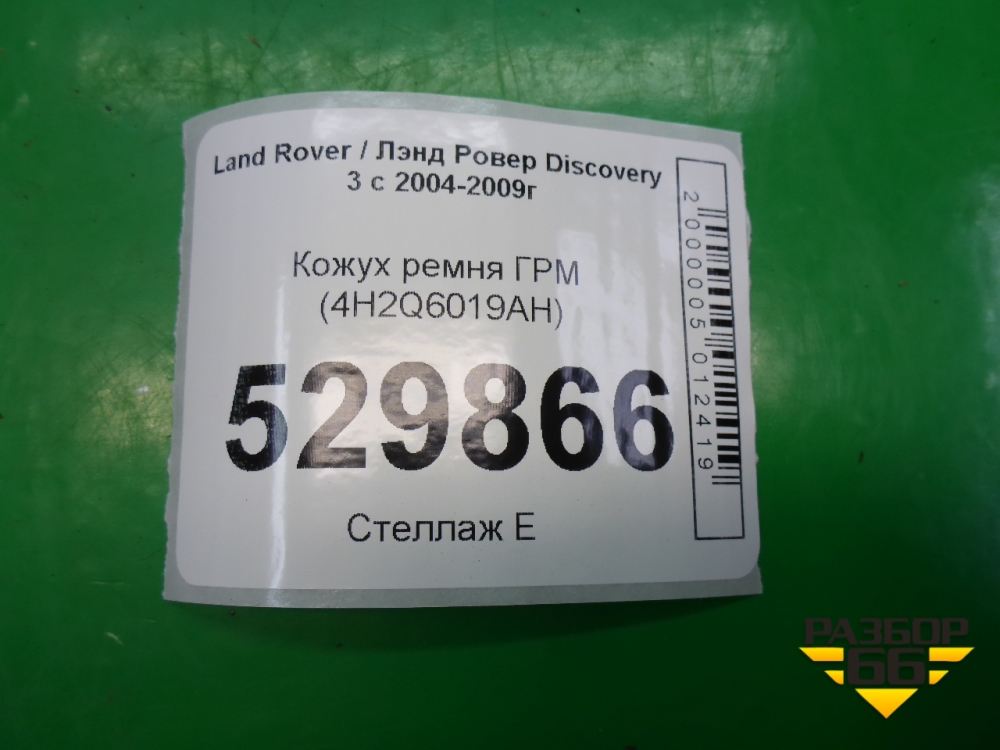 Land Rover / Лэнд Ровер Discovery
3 с 2004-2009г
Кожух ремня ГРМ
(4H2Q6019AH)
529866
Стеллаж Е
2000005012419
РАЗБОР
66